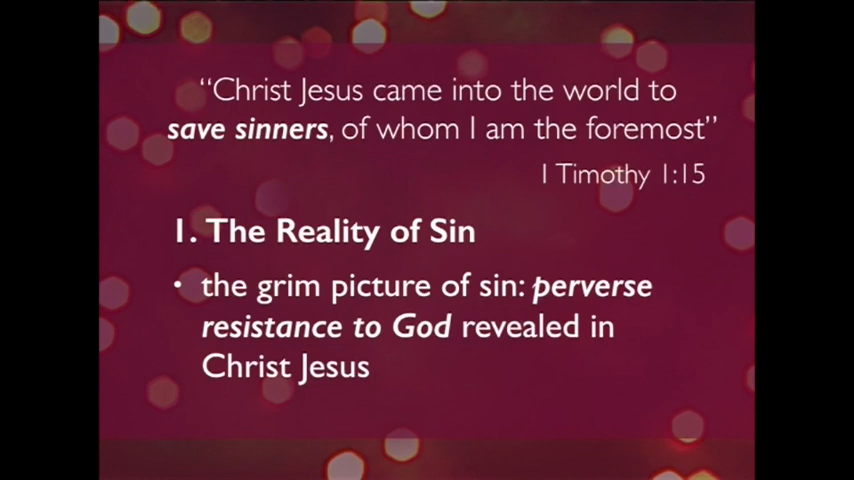 “Christ Jesus came into the world to
save sinners, of whom I am the foremost”
1 Timothy 1:15
1. The Reality of Sin
• the grim picture of sin: perverse
resistance to God revealed in
Christ Jesus